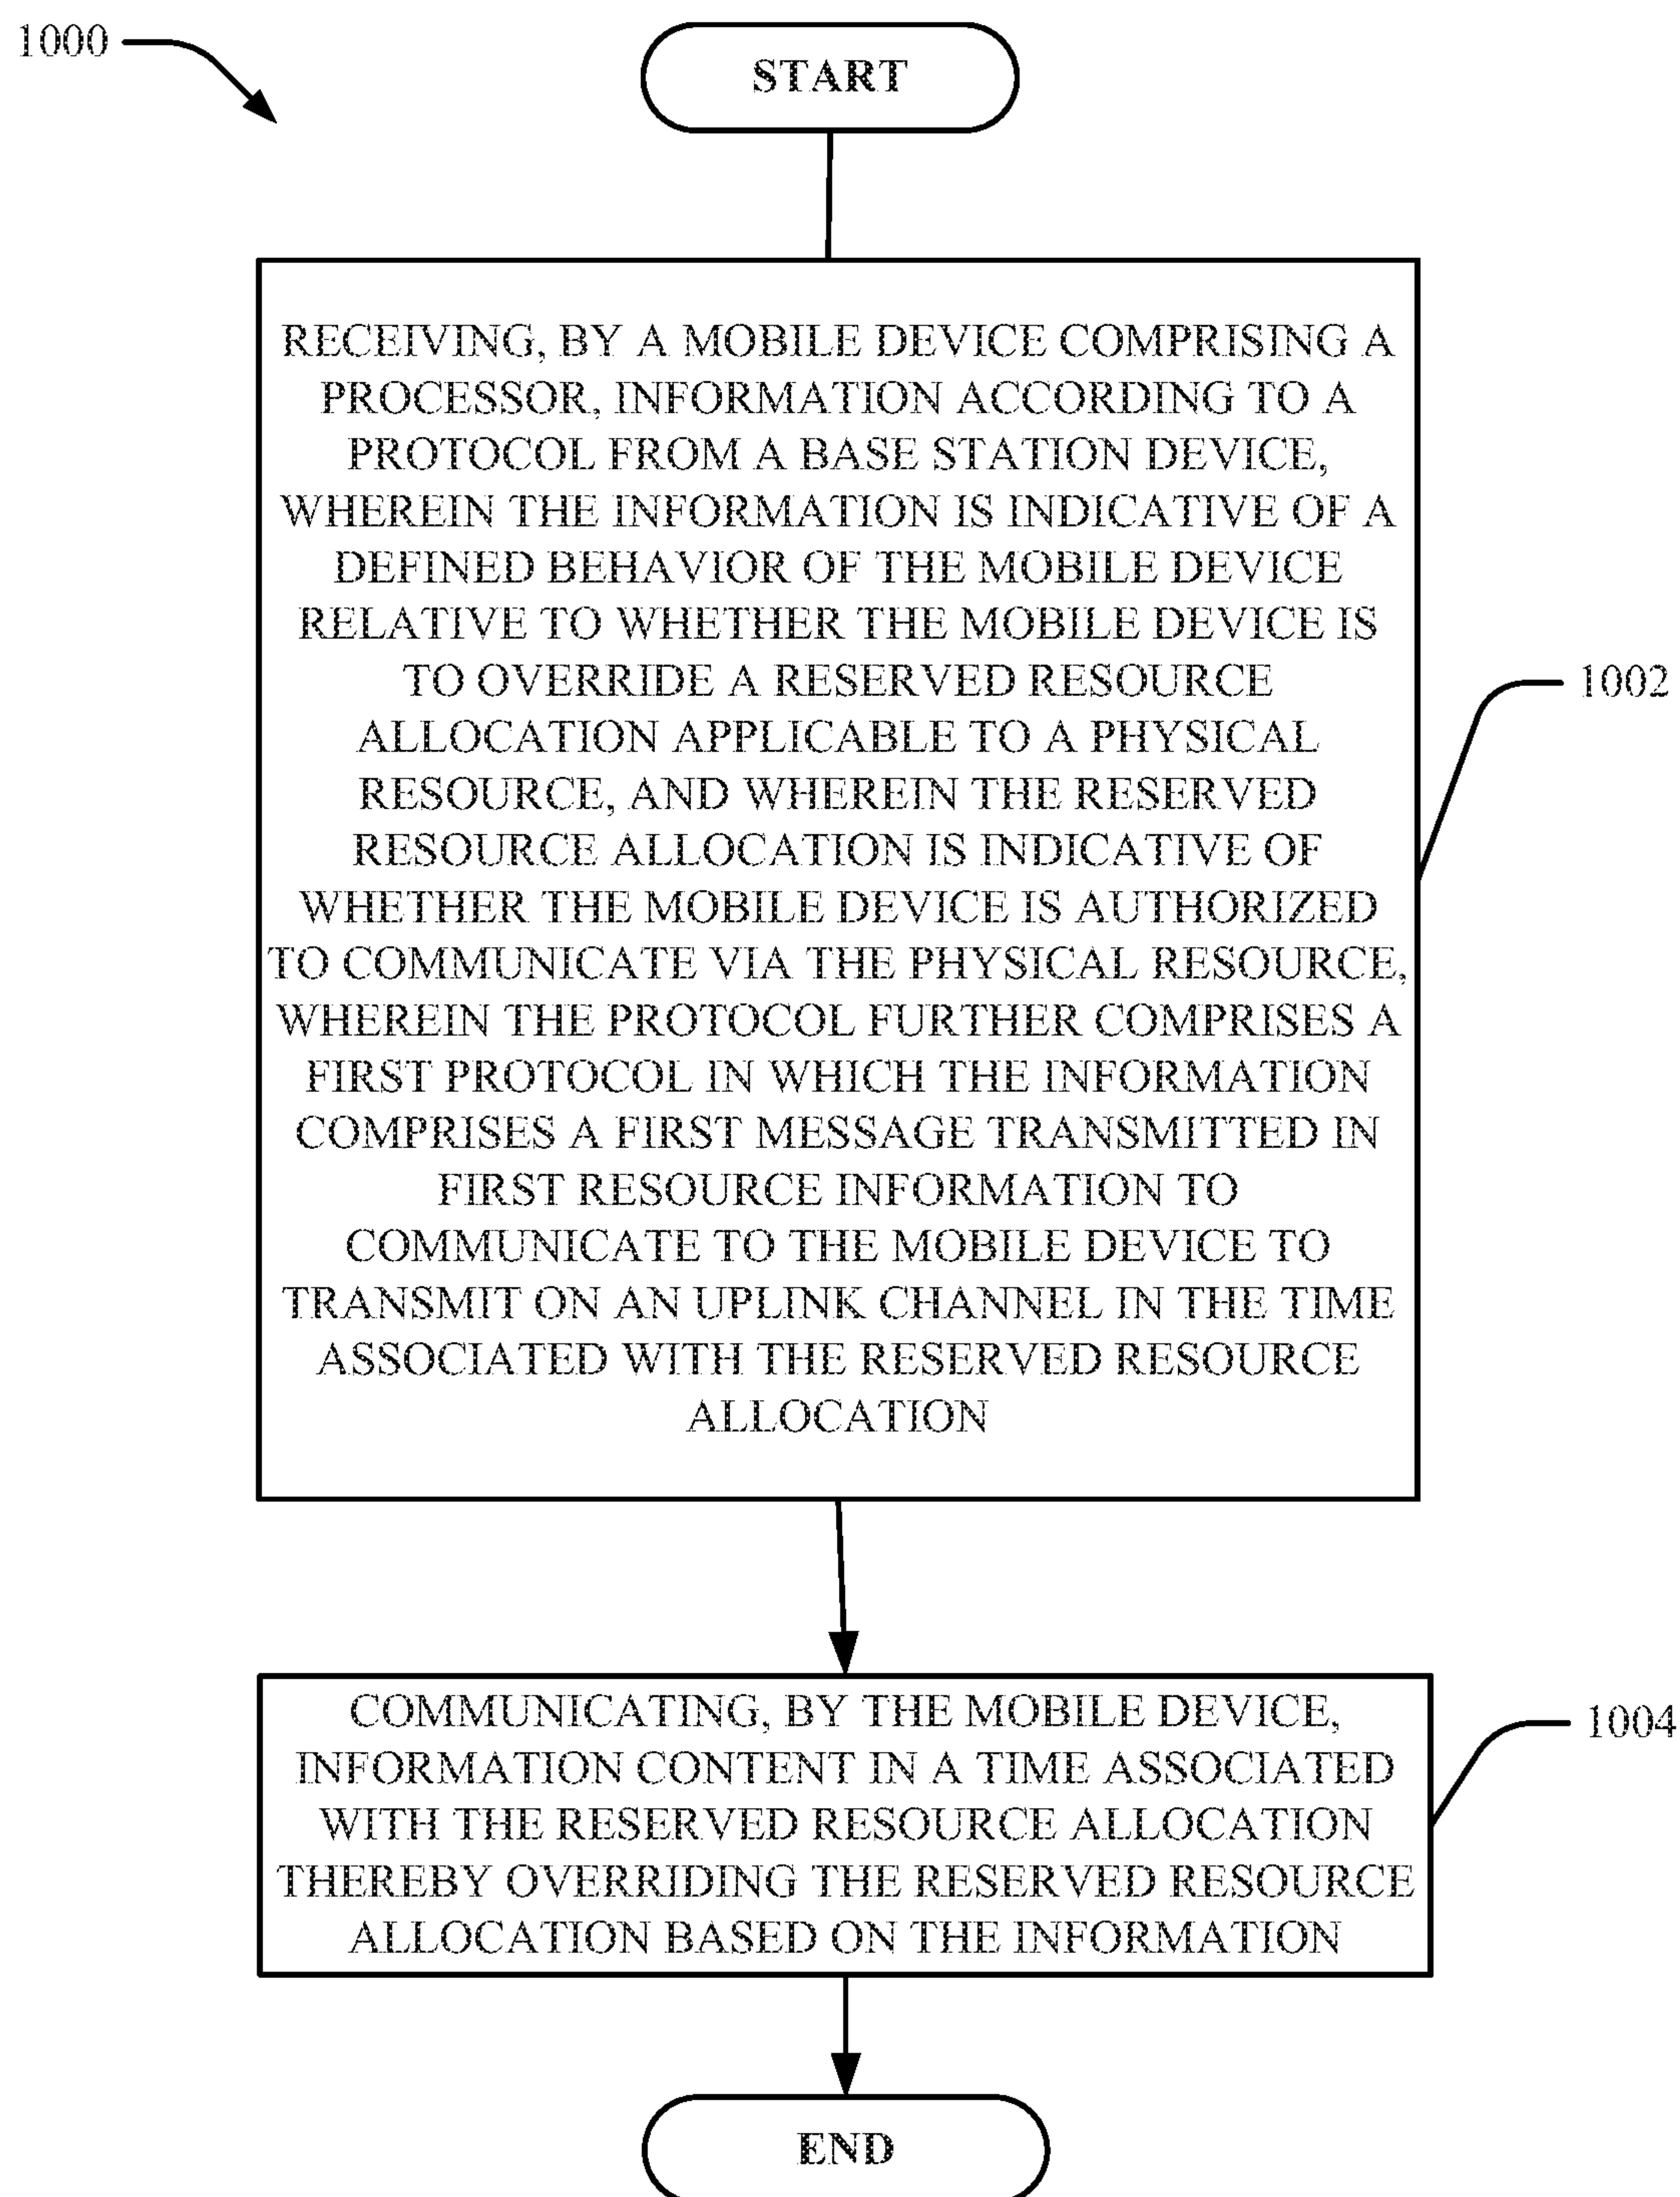 1000
START
RECEIVING, BY A MOBILE DEVICE COMPRISING A
PROCESSOR, INFORMATION ACCORDING TO A
PROTOCOL FROM A BASE STATION DEVICE,
WHEREIN THE INFORMATION IS INDICATIVE OF A
DEFINED BEHAVIOR OF THE MOBILE DEVICE
RELATIVE TO WHETHER THE MOBILE DEVICE IS
TO OVERRIDE A RESERVED RESOURCE
ALLOCATION APPLICABLE TO A PHYSICAL
RESOURCE, AND WHEREIN THE RESERVED
RESOURCE ALLOCATION IS INDICATIVE OF
WHETHER THE MOBILE DEVICE IS AUTHORIZED
TO COMMUNICATE VIA THE PHYSICAL RESOURCE,
WHEREIN THE PROTOCOL FURTHER COMPRISES A
FIRST PROTOCOL IN WHICH THE INFORMATION
COMPRISES A FIRST MESSAGE TRANSMITTED IN
FIRST RESOURCE INFORMATION TO
COMMUNICATE TO THE MOBILE DEVICE TO
TRANSMIT ON AN UPLINK CHANNEL IN THE TIME
ASSOCIATED WITH THE RESERVED RESOURCE
ALLOCATION
1002
COMMUNICATING, BY THE MOBILE DEVICE,
INFORMATION CONTENT IN A TIME ASSOCIATED
WITH THE RESERVED RESOURCE ALLOCATION
THEREBY OVERRIDING THE RESERVED RESOURCE
ALLOCATION BASED ON THE INFORMATION
1004
END